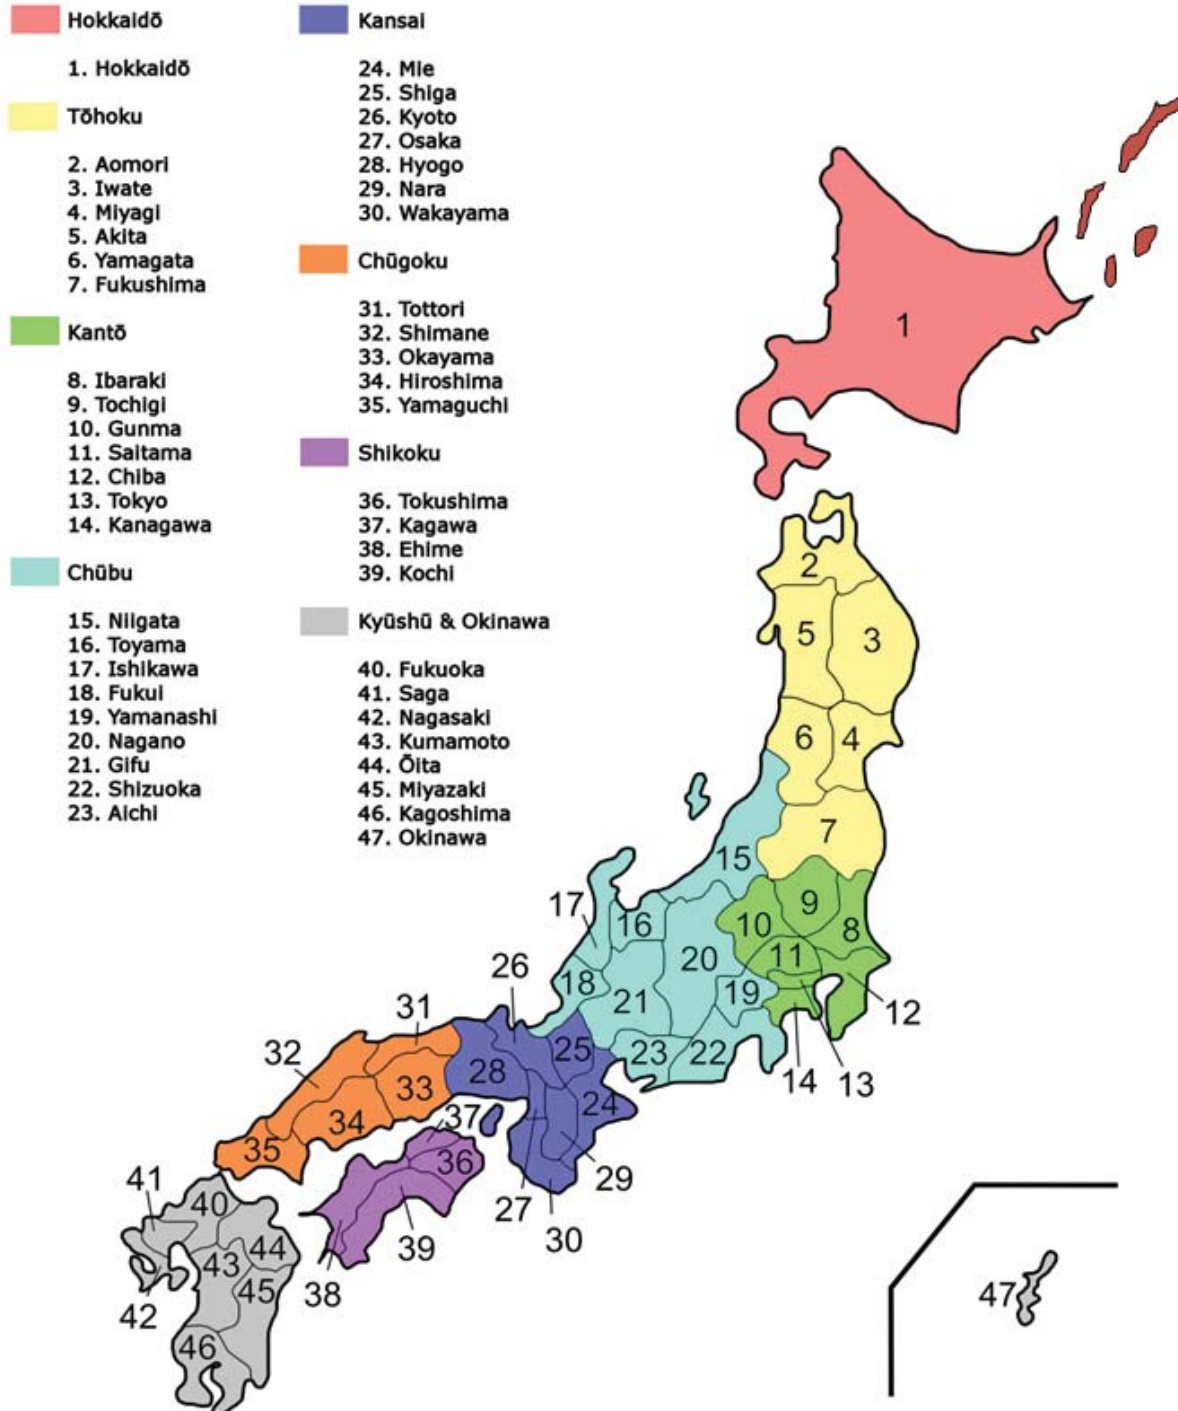 Hokkaidō
1. Hokkaidō
Tōhoku
2. Aomori
3. Iwate
4. Miyagi
5. Akita
6. Yamagata
7. Fukushima
Kantō
8. Ibaraki
9. Tochigi
10. Gunma
11. Saitama
12. Chiba
13. Tokyo
14. Kanagawa
Chūbu
15. Niigata
16. Toyama
17. Ishikawa
18. Fukui
19. Yamanashi
20. Nagano
21. Gifu
22. Shizuoka
23. Aichi
Kansai
24. Mie
25. Shiga
26. Kyoto
27. Osaka
28. Hyogo
29. Nara
30. Wakayama
Chūgoku
31. Tottori
32. Shimane
33. Okayama
34. Hiroshima
35. Yamaguchi
Shikoku
36. Tokushima
37. Kagawa
38. Ehime
39. Kochi
Kyūshū & Okinawa
40. Fukuoka
41. Saga
42. Nagasaki
43. Kumamoto
44. Ōita
45. Miyazaki
46. Kagoshima
47. Okinawa
1
2
5
3
6
4
7
15
17
16
10
9
8
11
20
26
18
21
19
12
31
32
28
25
23
22
14
13
33
34
37
24
35
36
41
40
29
27
30
39
43
44
45
42
38
46
47